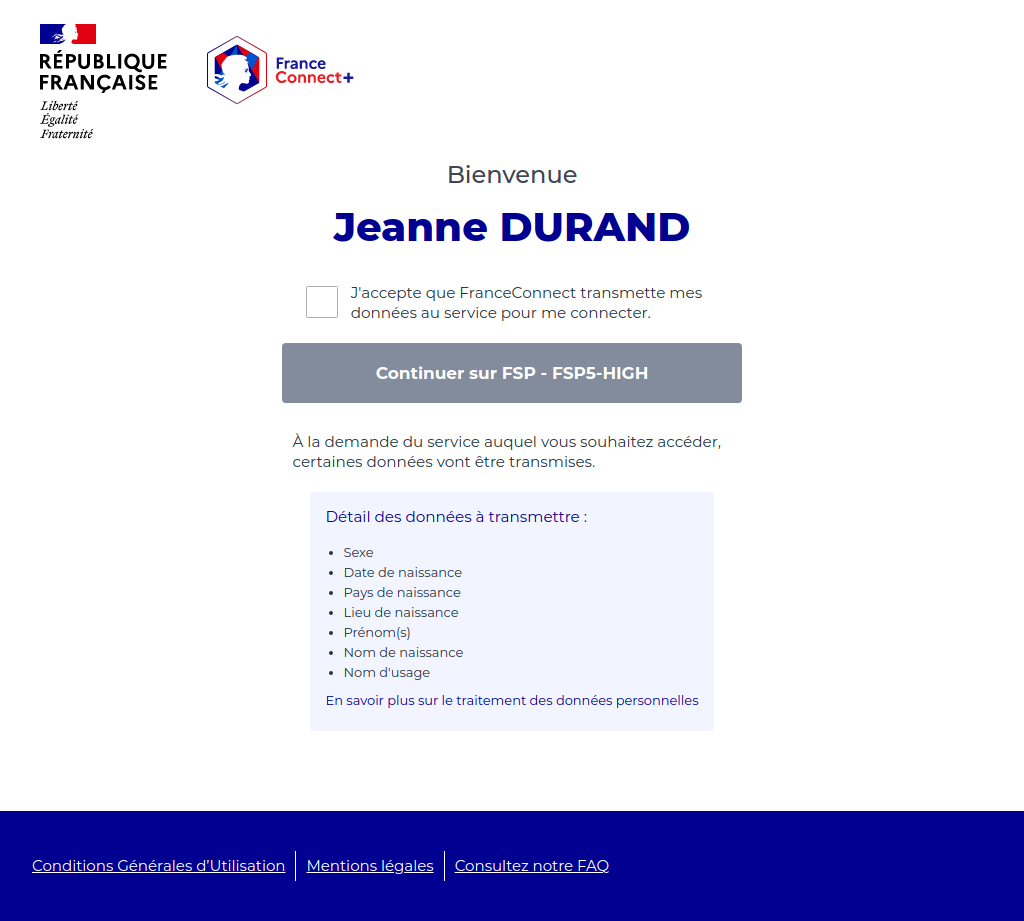 RÉPUBLIQUE
FRANÇAISE
Liberté
Égalité
Fraternité
France
Connect+
Bienvenue
Jeanne DURAND
J'accepte que FranceConnect transmette mes
données au service pour me connecter.
Continuer sur FSP - FSP5-HIGH
À la demande du service auquel vous souhaitez accéder,
certaines données vont être transmises.
Détail des données à transmettre :
• Sexe
• Date de naissance
• Pays de naissance
• Lieu de naissance
• Prénom(s)
• Nom de naissance
• Nom d'usage
En savoir plus sur le traitement des données personnelles
Conditions Générales d’Utilisation
Mentions légales
Consultez notre FAQ